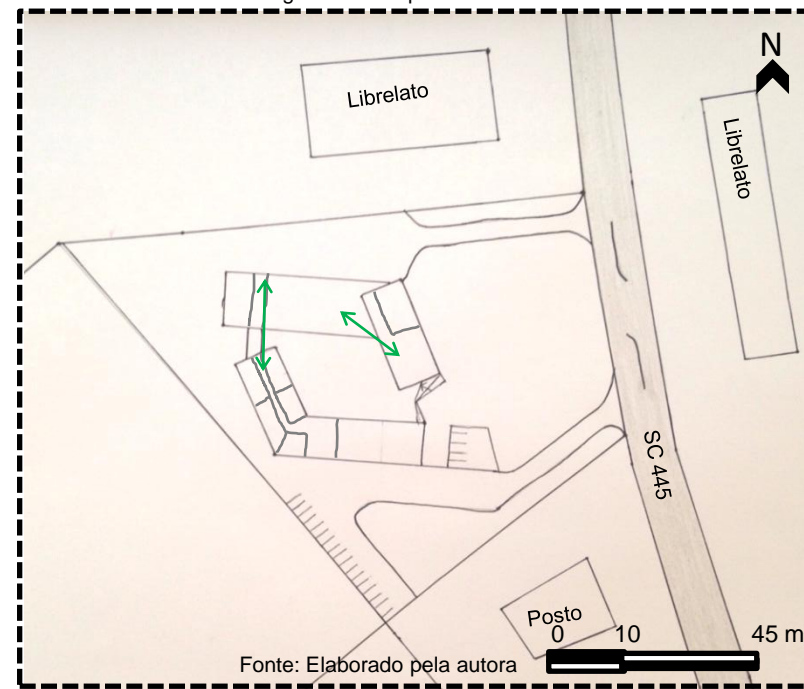 N
Librelato
Librelato
SC 445
Posto
0 10 45 m
Fonte: Elaborado pela autora